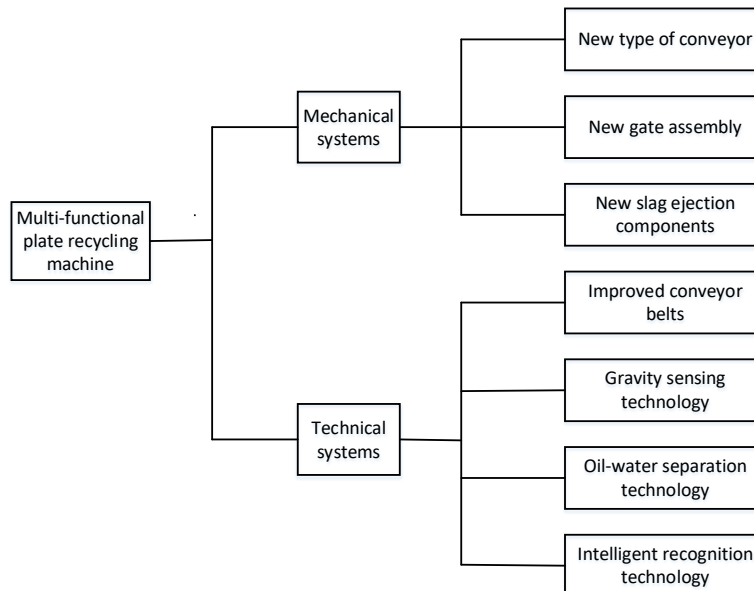 New type of conveyor
Mechanical
systems
New gate assembly
Multi-functional
plate recycling
machine
New slag ejection
components
Improved conveyor
belts
Gravity sensing
technology
Technical
systems
Oil-water separation
technology
Intelligent recognition
technology